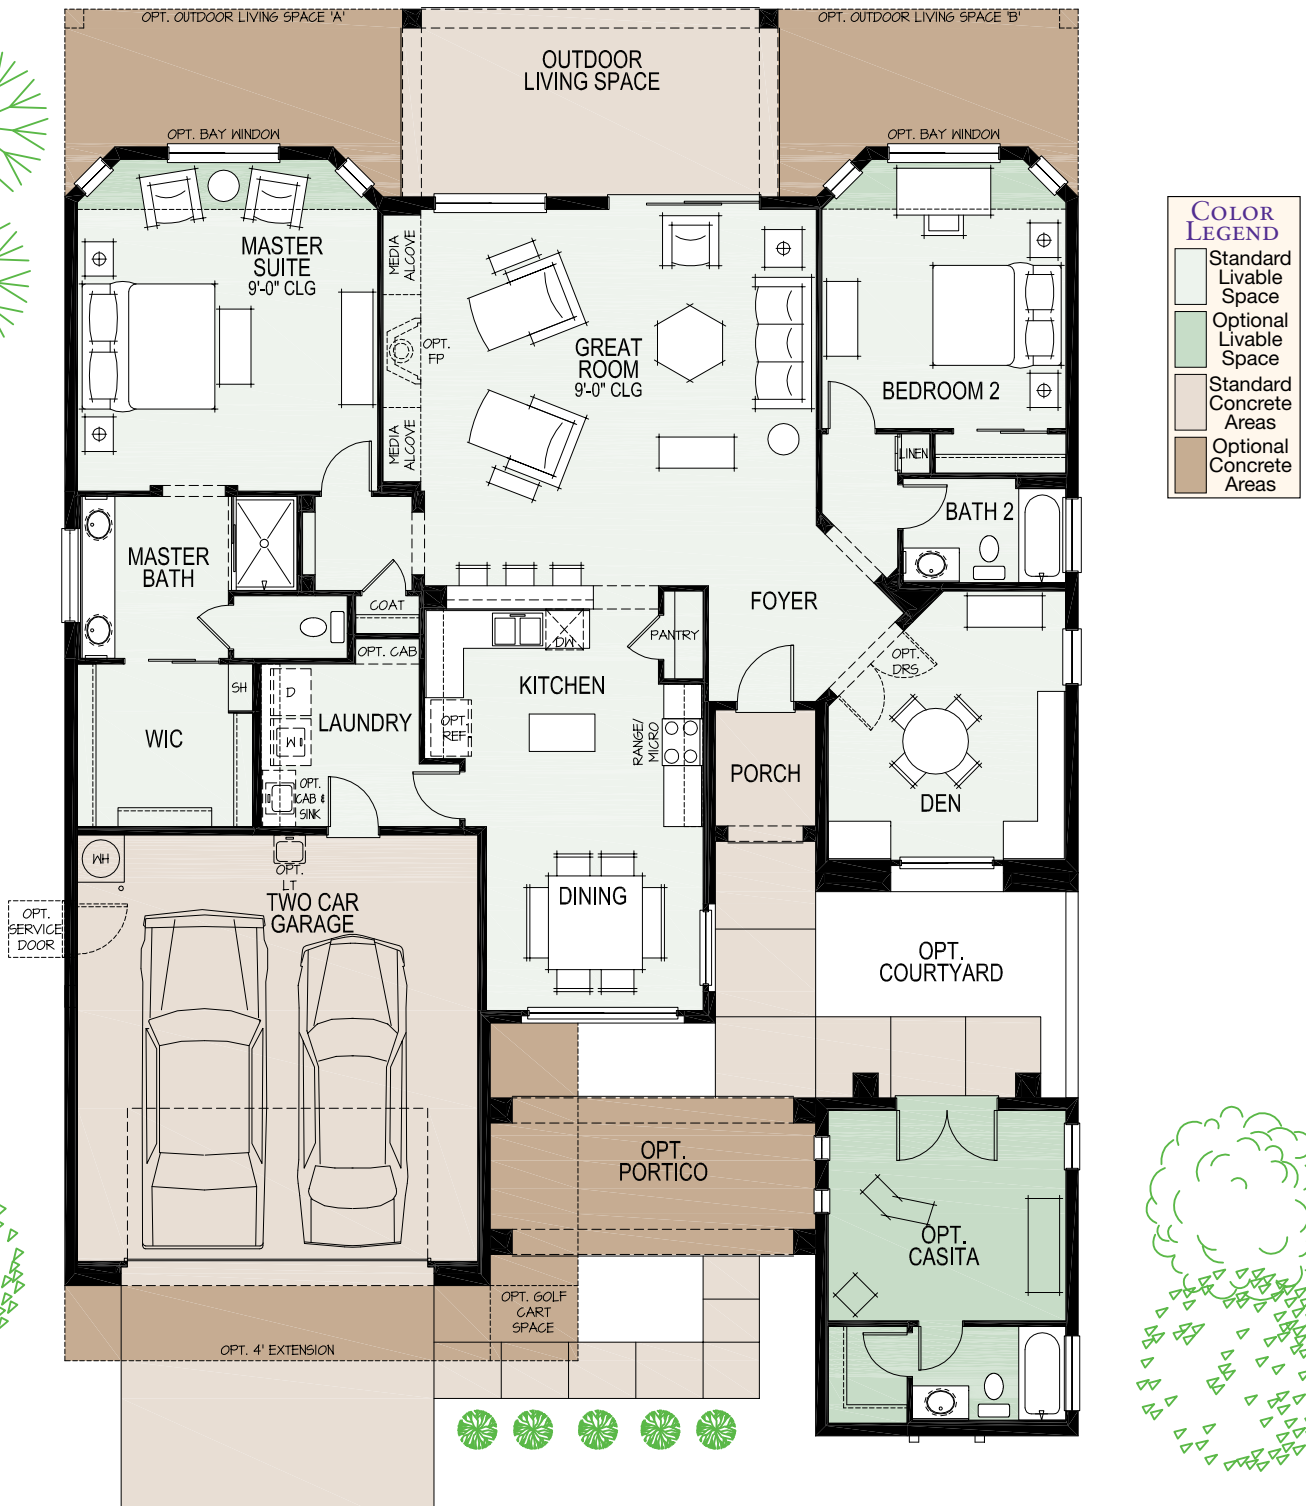 OPT. OUTDOOR LIVING SPACE 'A'
OPT. OUTDOOR LIVING SPACE 'B'
OUTDOOR
LIVING SPACE
OPT. BAY WINDOW
OPT. BAY WINDOW
COLOR
LEGEND
Standard
Livable
Space
Optional
Livable
Space
Standard
Concrete
Areas
Optional
Concrete
Areas
MASTER
SUITE
9'-0" CLG
MEDIA
ALCOVE
OPT.
FP
MEDIA
ALCOVE
GREAT
ROOM
9'-0" CLG
BEDROOM 2
LINEN
BATH 2
MASTER
BATH
COAT
FOYER
PANTRY
DW
OPT. CAB
OPT.
DRS
KITCHEN
SH
D
W
LAUNDRY
OPT.
REF
RANGE/
MICRO
WIC
OPT.
CAB &
SINK
PORCH
DEN
WH
OPT.
LT
TWO CAR
GARAGE
DINING
OPT.
SERVICE
DOOR
OPT.
COURTYARD
OPT.
PORTICO
OPT.
CASITA
OPT. GOLF
CART
SPACE
OPT. 4' EXTENSION